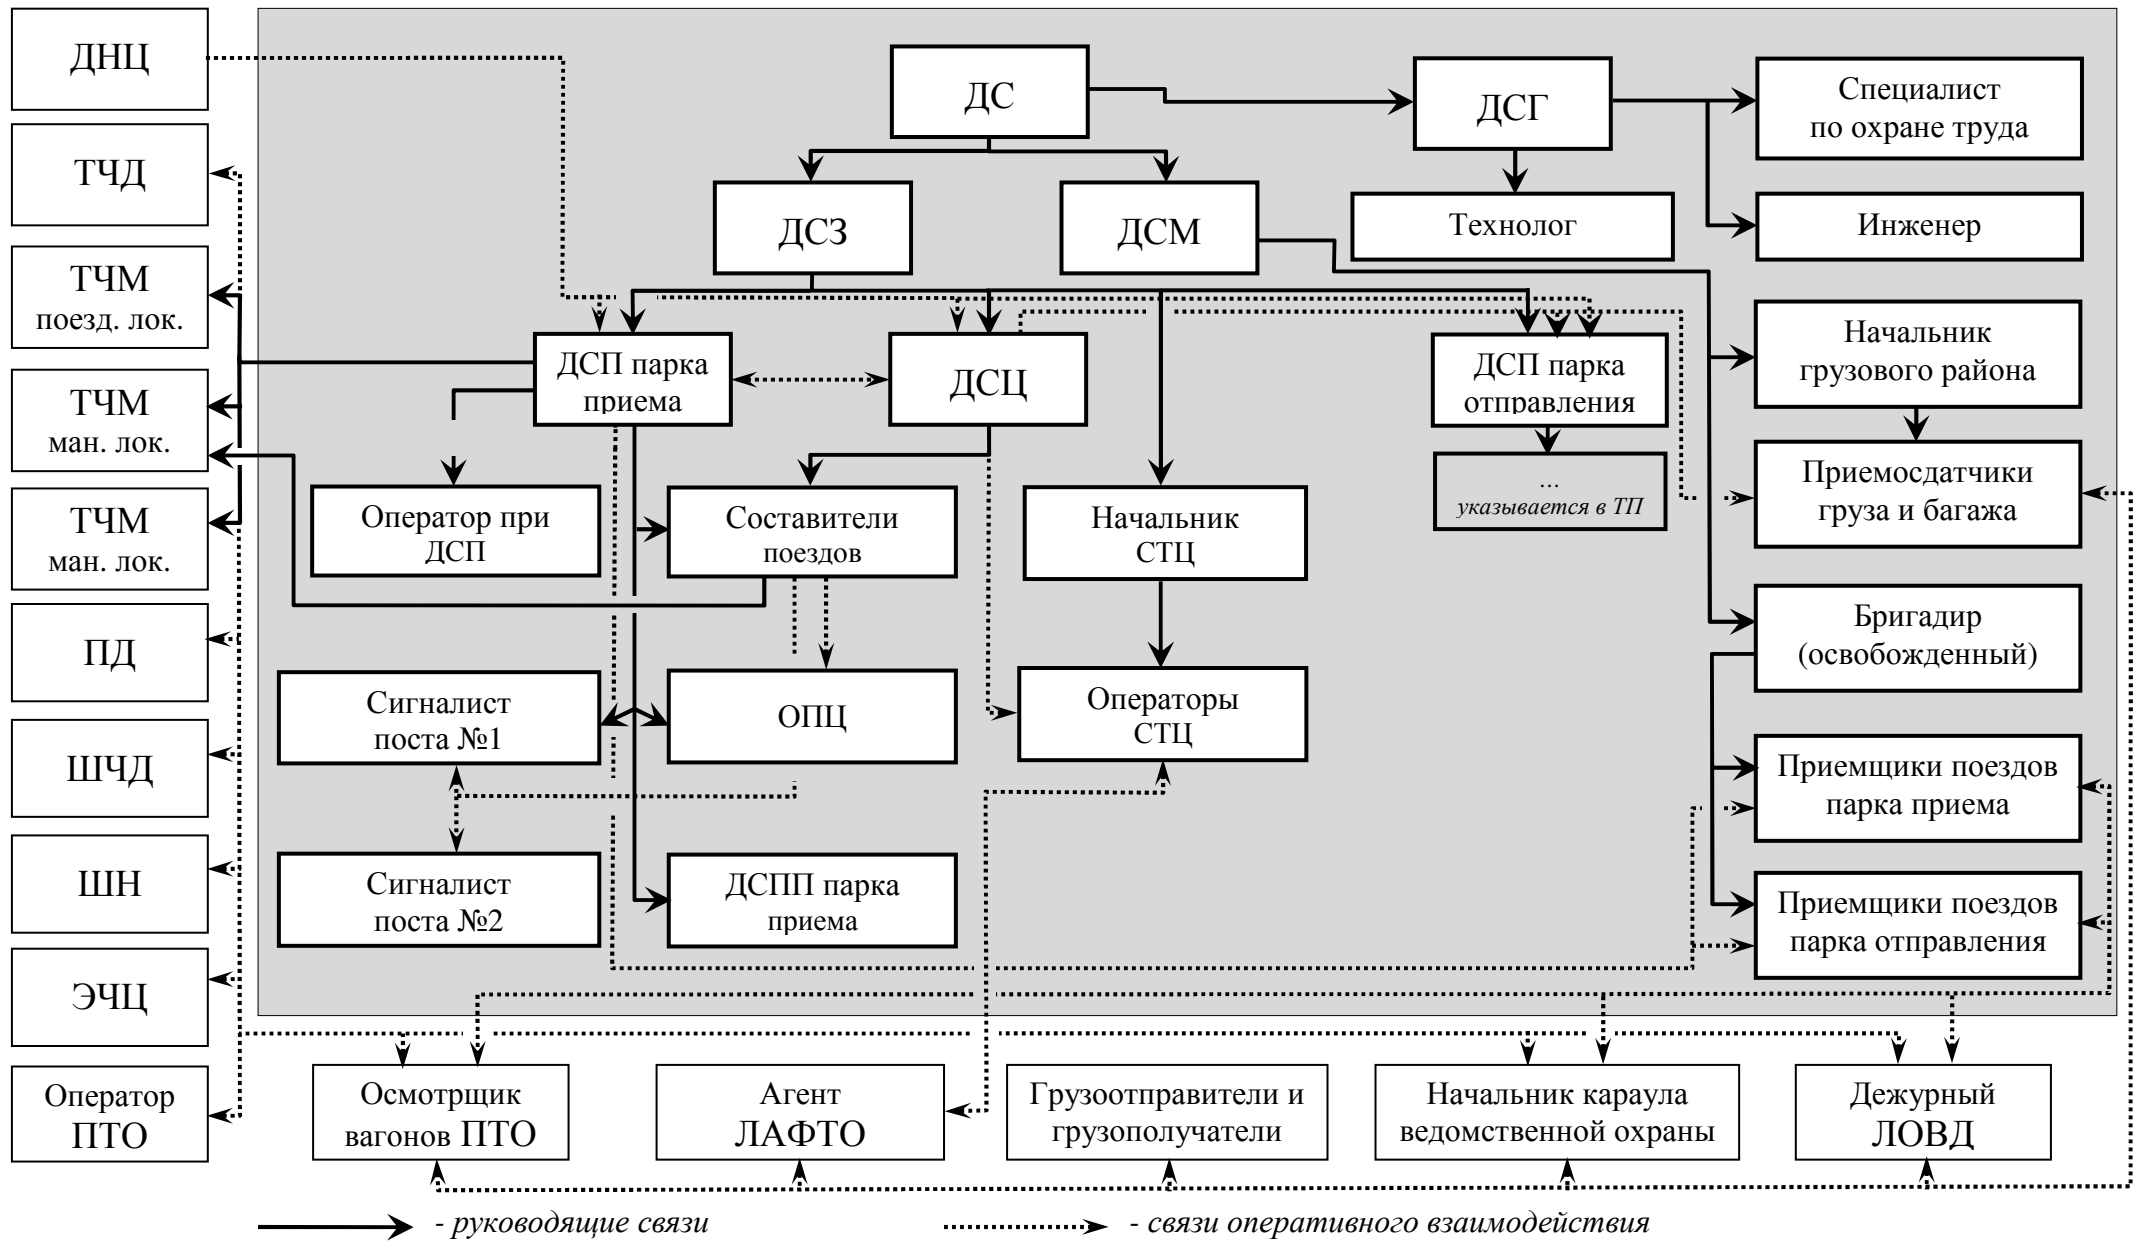 ДНЦ
ТЧД
ТЧМ
поезд. лок.
ТЧМ
ман. лок.
ТЧМ
ман. лок.
ПД
ШЧД
ШН
ЭЧЦ
Оператор
ПТО
ДС
ДСГ
Специалист
по охране труда
ДСЗ
ДСМ
Технолог
Инженер
ДСП парка
приема
ДСЦ
ДСП парка
отправления
Начальник
грузового района
...
указывается в ТП
Приемосдатчики
груза и багажа
Оператор при
ДСП
Составители
поездов
Начальник
СТЦ
Бригадир
(освобожденный)
Сигналист
поста №1
ОПЦ
Операторы
СТЦ
Приемщики поездов
парка приема
Сигналист
поста №2
ДСПП парка
приема
Приемщики поездов
парка отправления
Осмотрщик
вагонов ПТО
Агент
ЛАФТО
Грузоотправители и
грузополучатели
Начальник караула
ведомственной охраны
Дежурный
ЛОВД
- руководящие связи
- связи оперативного взаимодействия